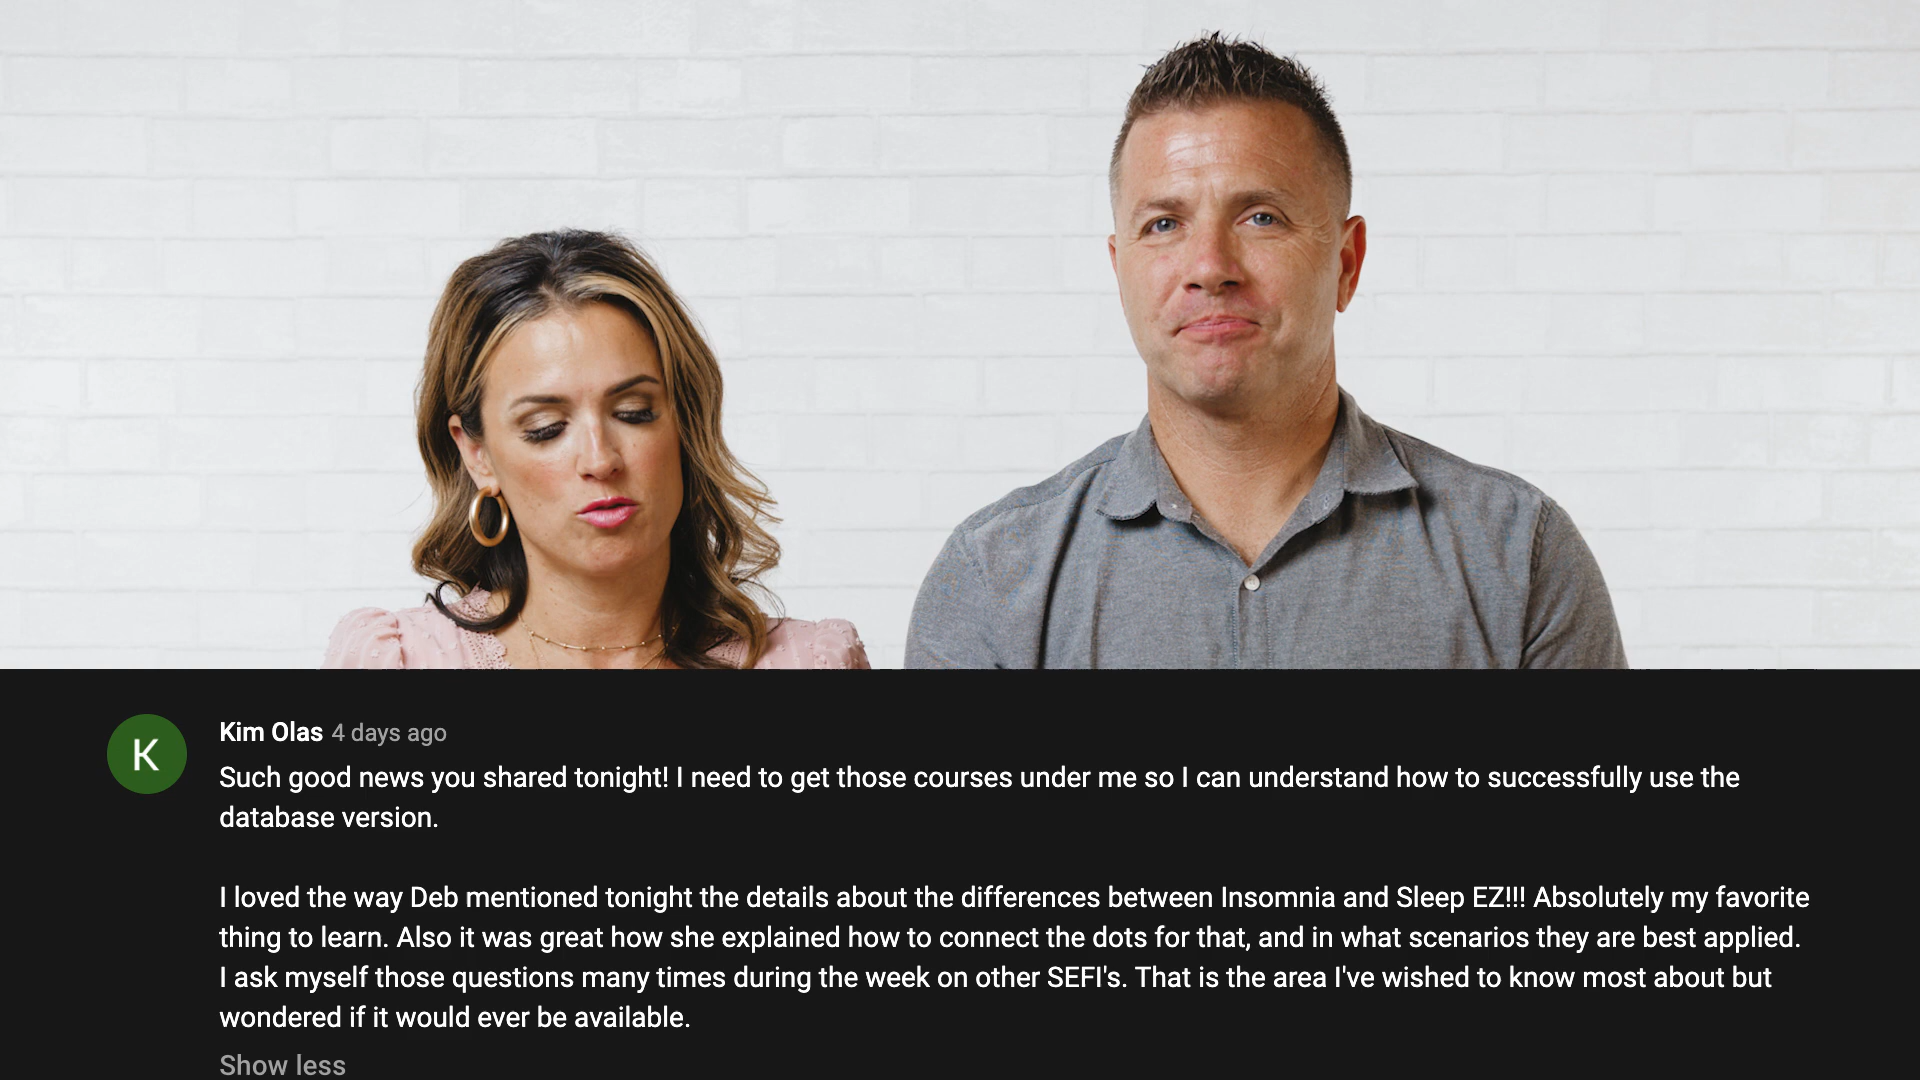 K
Kim Olas 4 days ago
Such good news you shared tonight! I need to get those courses under me so I can understand how to successfully use the
database version.
I loved the way Deb mentioned tonight the details about the differences between Insomnia and Sleep EZ!!! Absolutely my favorite
thing to learn. Also it was great how she explained how to connect the dots for that, and in what scenarios they are best applied.
I ask myself those questions many times during the week on other SEFI's. That is the area I've wished to know most about but
wondered if it would ever be available.
Show less